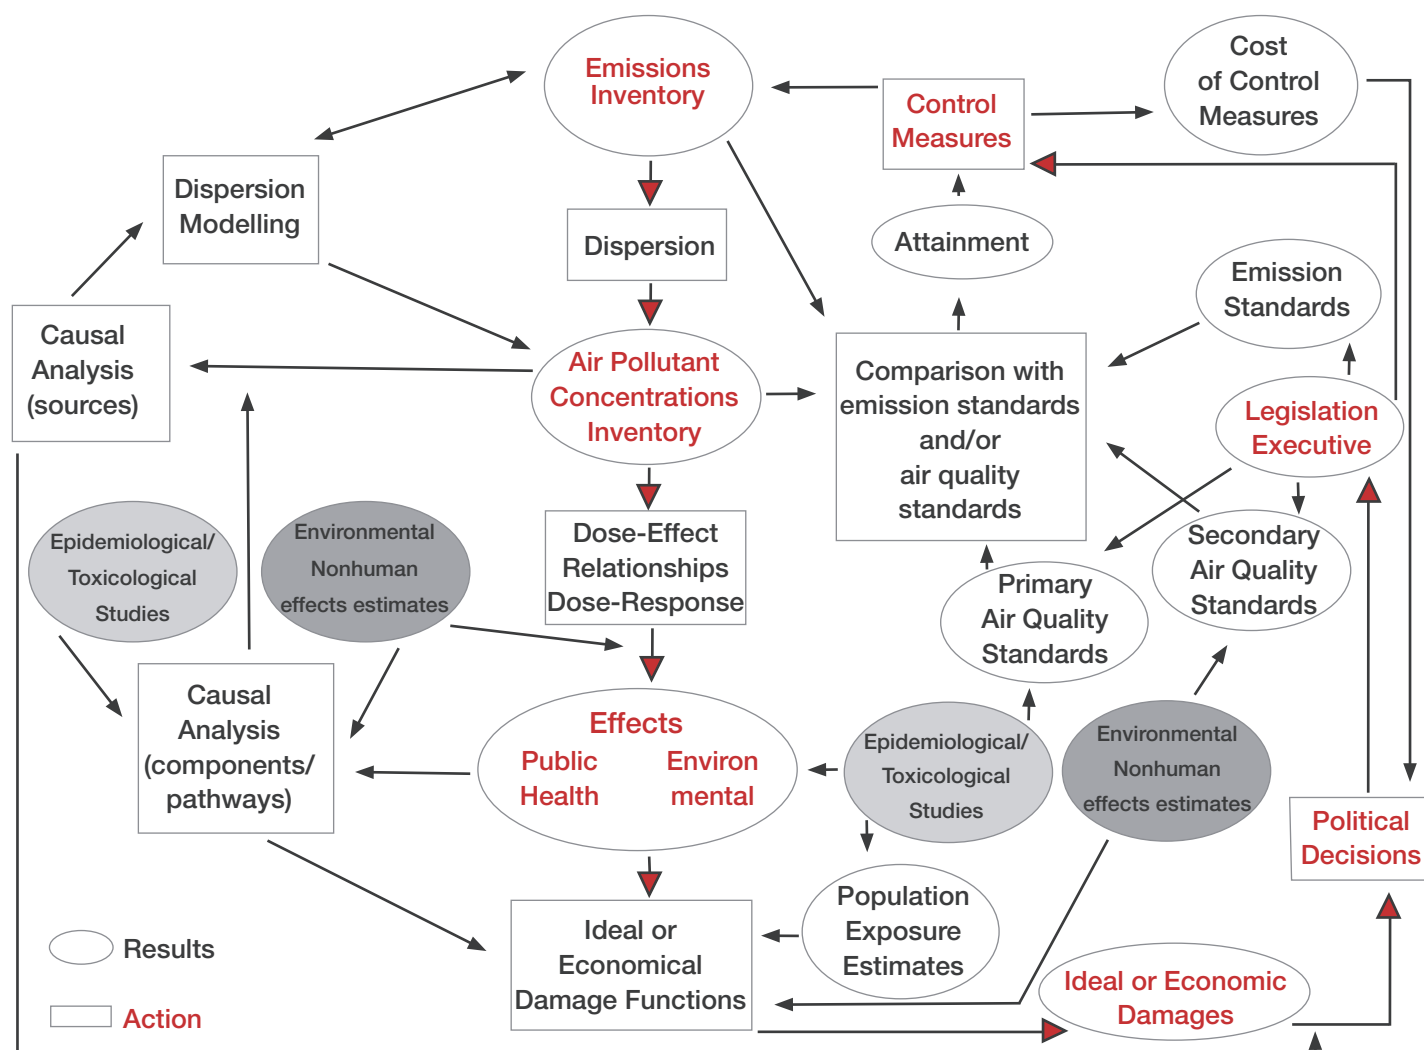 Emissions
Inventory
Control
Measures
Cost
of Control
Measures
Dispersion
Modelling
Dispersion
Attainment
Emission
Standards
Causal
Analysis
(sources)
Air Pollutant
Concentrations
Inventory
Comparison with
emission standards
and/or
air quality
standards
Legislation
Executive
Epidemiological/
Toxicological
Studies
Environmental
Nonhuman
effects estimates
Dose-Effect
Relationships
Dose-Response
Primary
Air Quality
Standards
Secondary
Air Quality
Standards
Causal
Analysis
(components/
pathways)
Effects
Public
Health
Environ
mental
Epidemiological/
Toxicological
Studies
Environmental
Nonhuman
effects estimates
Political
Decisions
Ideal or
Economical
Damage Functions
Population
Exposure
Estimates
Ideal or Economic
Damages
Results
Action